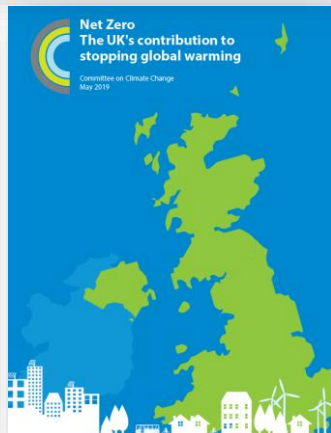 Net Zero
The UK's contribution to
stopping global warming
Committee on Climate Change
May 2019